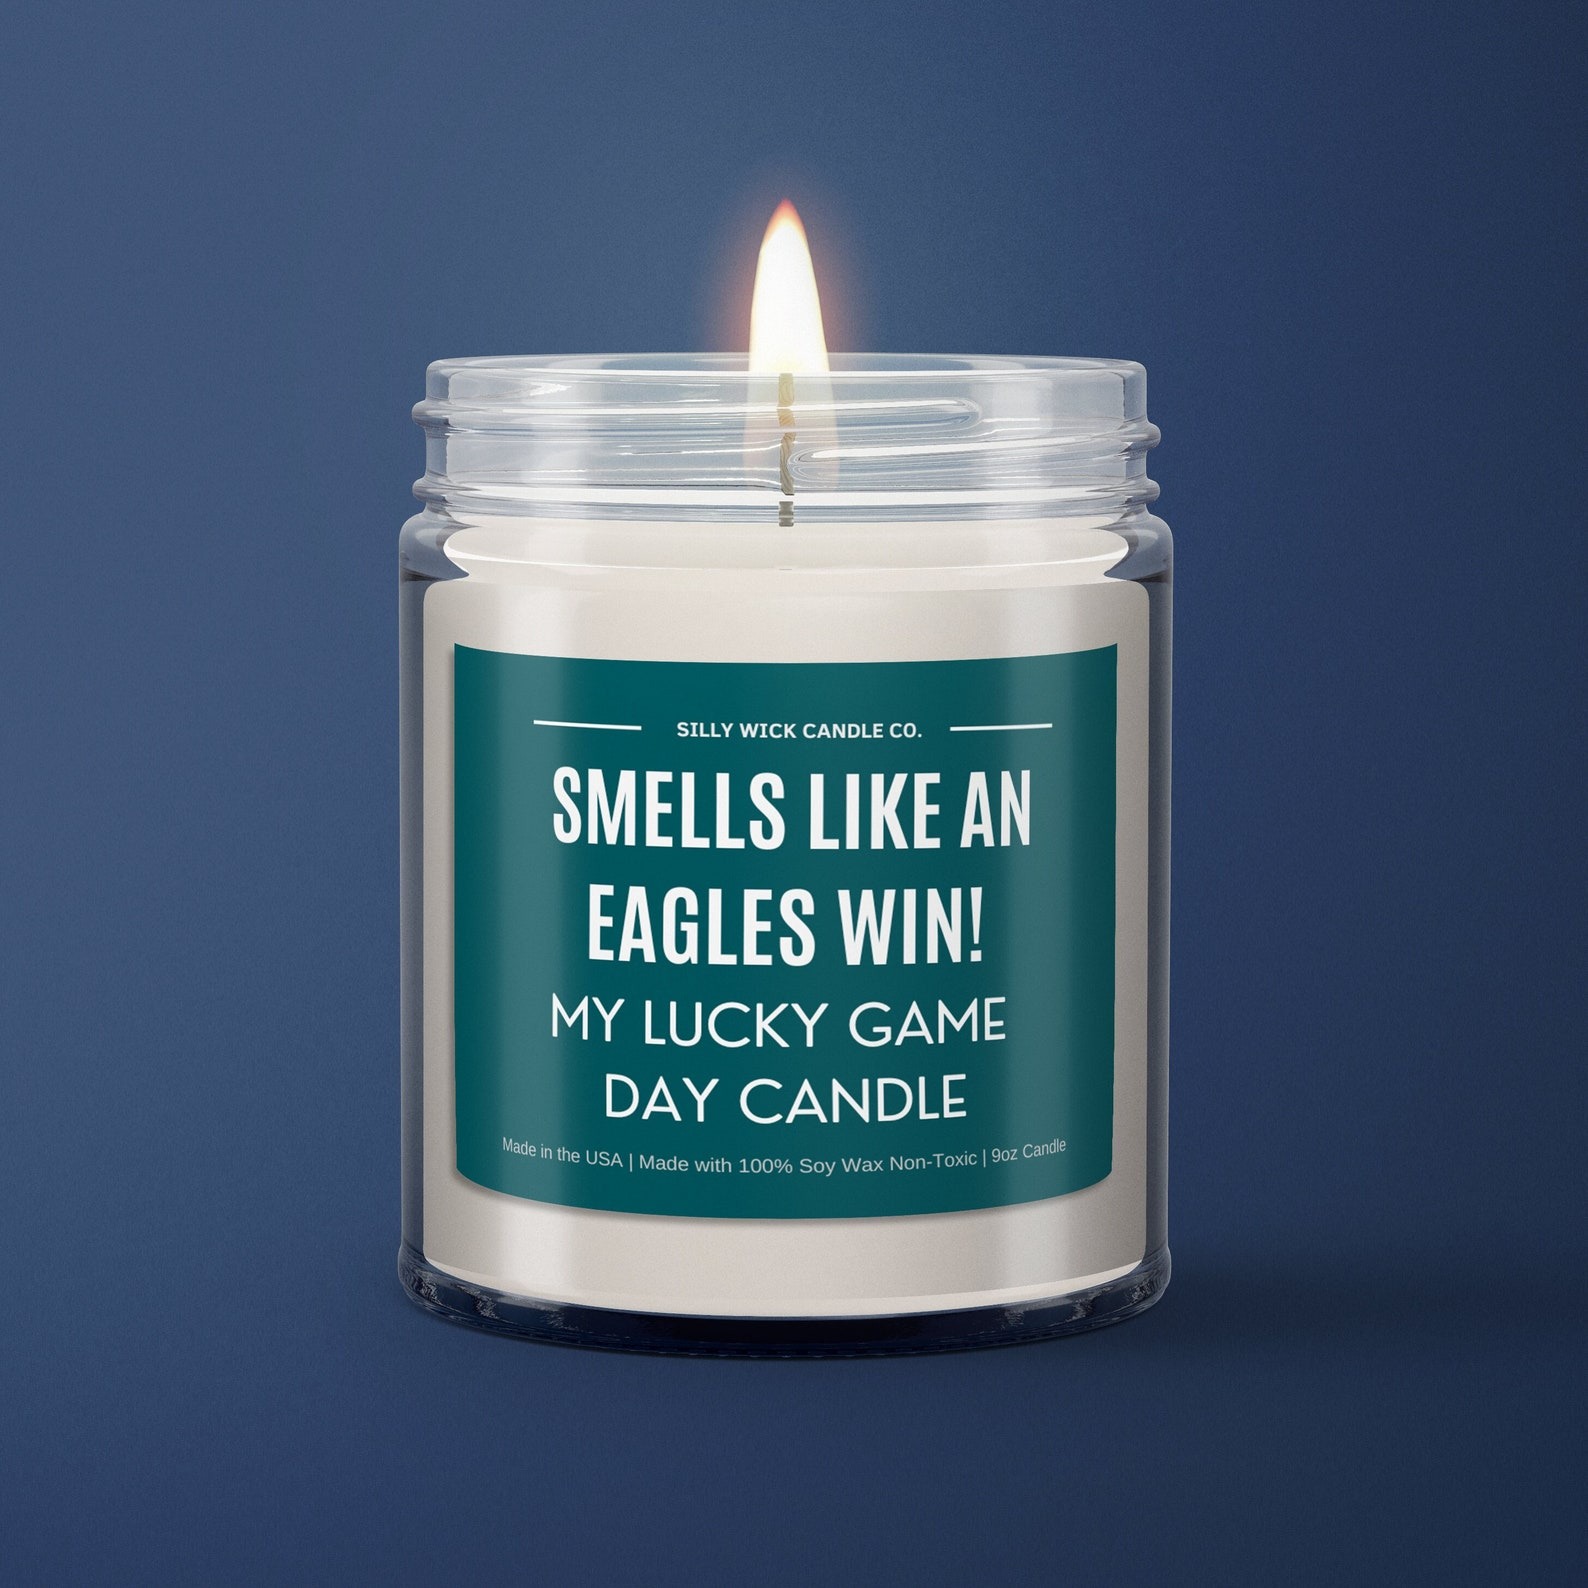 SILLY WICK CANDLE CO.
SMELLS LIKE AN
EAGLES WIN!
MY LUCKY GAME
DAY CANDLE
Made in the USA | Made with 100% Soy Wax Non-Toxic | 9oz Candle